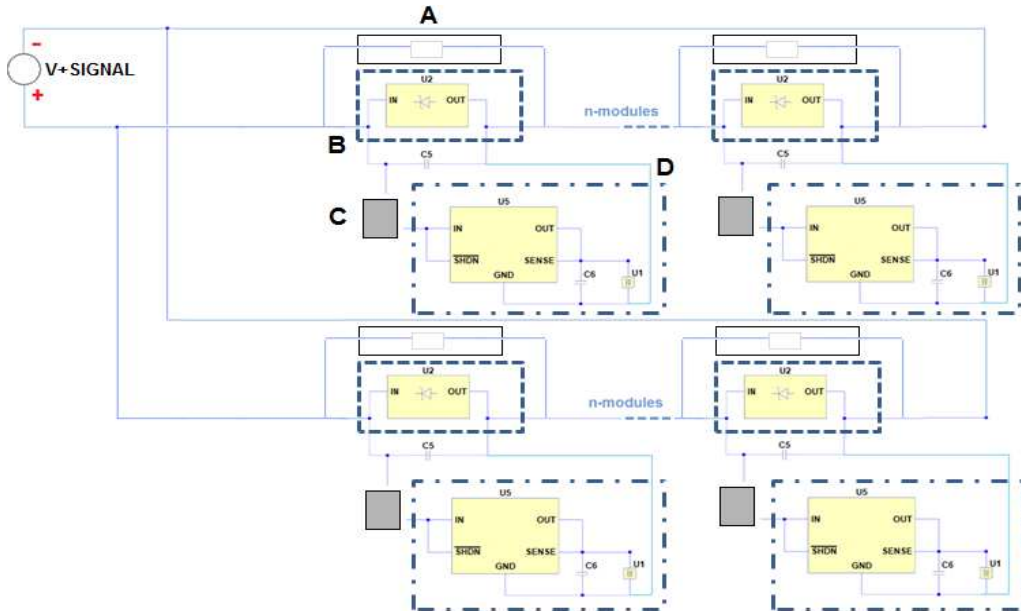 A
−
V+SIGNAL
+
U2
IN OUT
n-modules
U2
IN OUT
B
C5
D
C5
C
U5
IN OUT
SHDN SENSE
GND
C6
U1
U5
IN OUT
SHDN SENSE
GND
C6
U1
U2
IN OUT
n-modules
U2
IN OUT
C5
C5
U5
IN OUT
SHDN SENSE
GND
C6
U1
U5
IN OUT
SHDN SENSE
GND
C6
U1